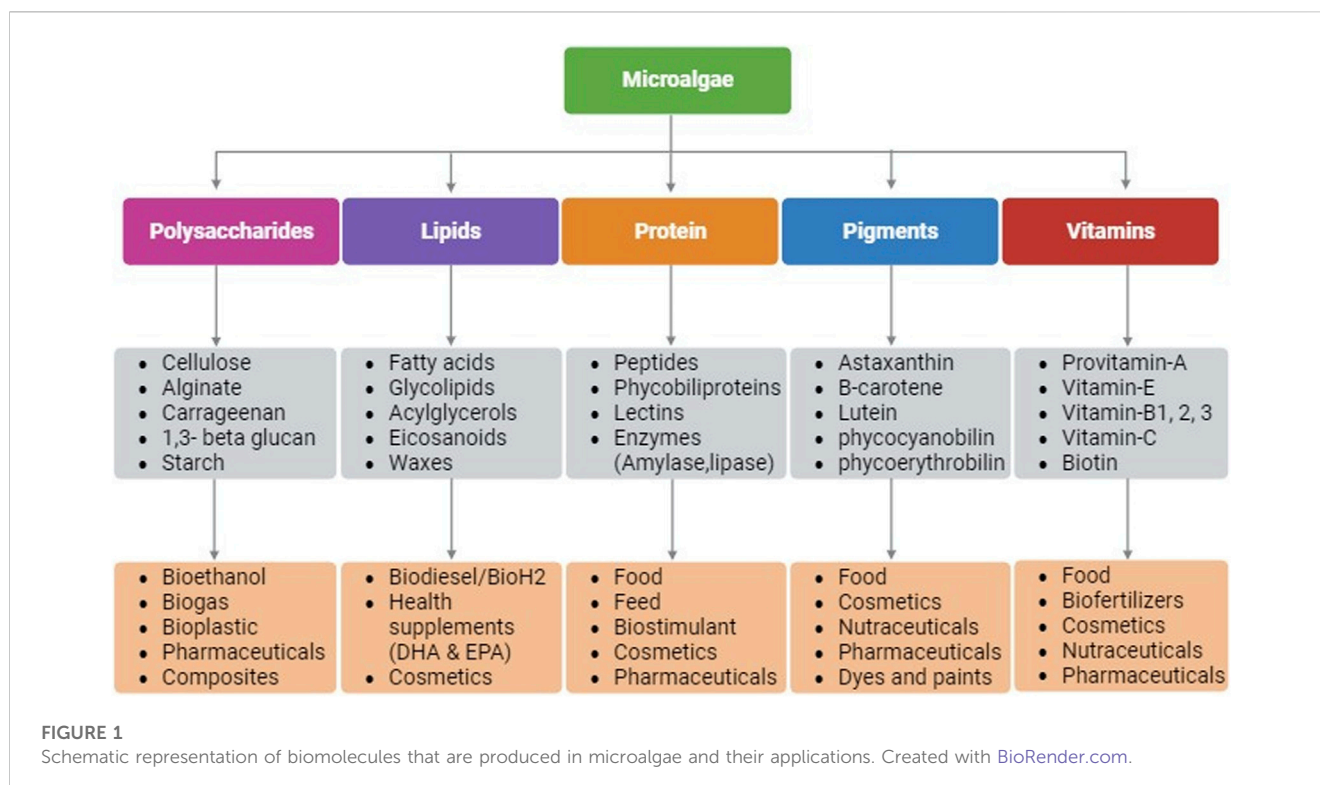 Microalgae
Polysaccharides
Lipids
Protein
Pigments
Vitamins
• Cellulose
• Alginate
• Carrageenan
• 1,3- beta glucan
• Starch
• Fatty acids
• Glycolipids
• Acylglycerols
• Eicosanoids
• Waxes
• Peptides
• Phycobiliproteins
• Lectins
• Enzymes
(Amylase,lipase)
• Astaxanthin
• B-carotene
• Lutein
• phycocyanobilin
• phycoerythrobilin
• Provitamin-A
• Vitamin-E
• Vitamin-B1, 2, 3
• Vitamin-C
• Biotin
• Bioethanol
• Biogas
• Bioplastic
• Pharmaceuticals
• Composites
• Biodiesel/BioH2
• Health
supplements
(DHA & EPA)
• Cosmetics
• Food
• Feed
• Biostimulant
• Cosmetics
• Pharmaceuticals
• Food
• Cosmetics
• Nutraceuticals
• Pharmaceuticals
• Dyes and paints
• Food
• Biofertilizers
• Cosmetics
• Nutraceuticals
• Pharmaceuticals
FIGURE 1
Schematic representation of biomolecules that are produced in microalgae and their applications. Created with BioRender.com.